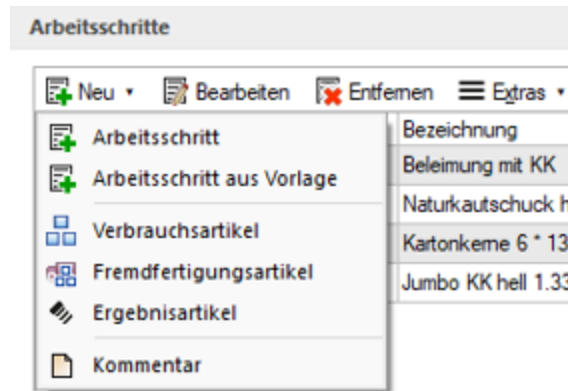 Arbeitsschritte
Neu Bearbeiten Entfernen Extras
Arbeitsschritt
Arbeitsschritt aus Vorlage
Verbrauchsartikel
Fremdfertigungsartikel
Ergebnisartikel
Kommentar
Bezeichnung
Beleimung mit KK
Naturkautschuck h
Kartonkerne 6 * 13
Jumbo KK hell 1.33